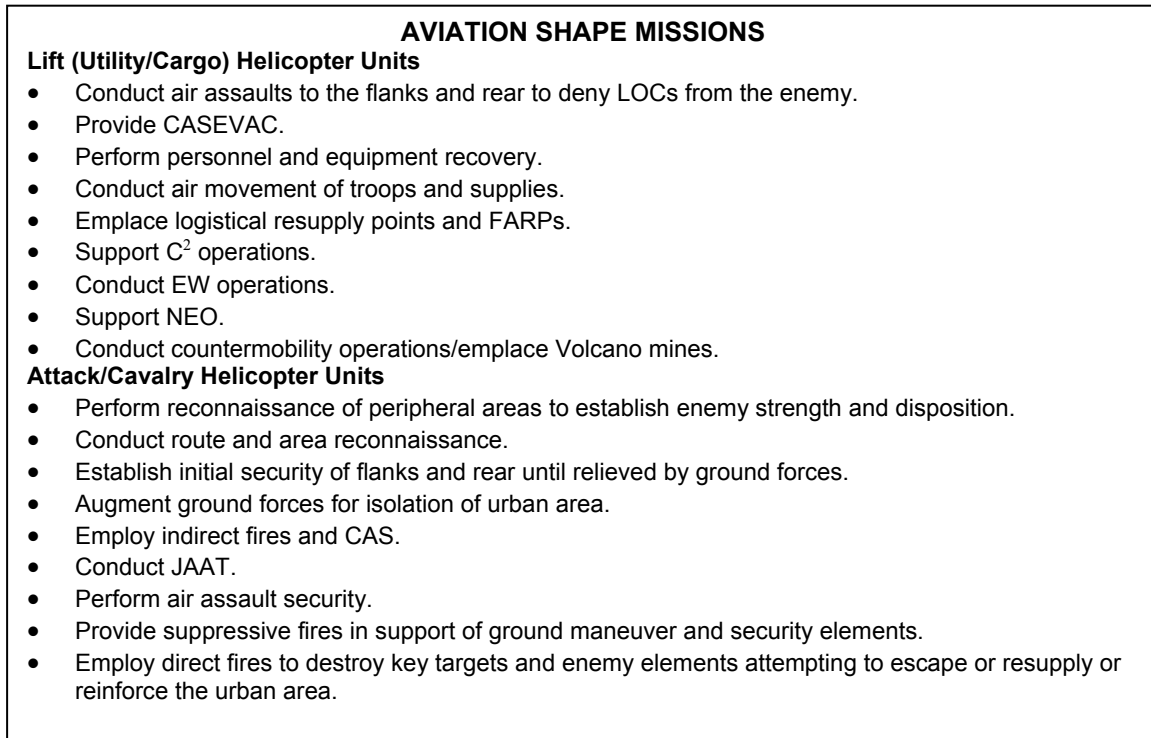 AVIATION SHAPE MISSIONS
Lift (Utility/Cargo) Helicopter Units
• Conduct air assaults to the flanks and rear to deny LOCs from the enemy.
• Provide CASEVAC.
• Perform personnel and equipment recovery.
• Conduct air movement of troops and supplies.
• Emplace logistical resupply points and FARPs.
• Support C² operations.
• Conduct EW operations.
• Support NEO.
• Conduct countermobility operations/emplace Volcano mines.
Attack/Cavalry Helicopter Units
• Perform reconnaissance of peripheral areas to establish enemy strength and disposition.
• Conduct route and area reconnaissance.
• Establish initial security of flanks and rear until relieved by ground forces.
• Augment ground forces for isolation of urban area.
• Employ indirect fires and CAS.
• Conduct JAAT.
• Perform air assault security.
• Provide suppressive fires in support of ground maneuver and security elements.
• Employ direct fires to destroy key targets and enemy elements attempting to escape or resupply or
reinforce the urban area.